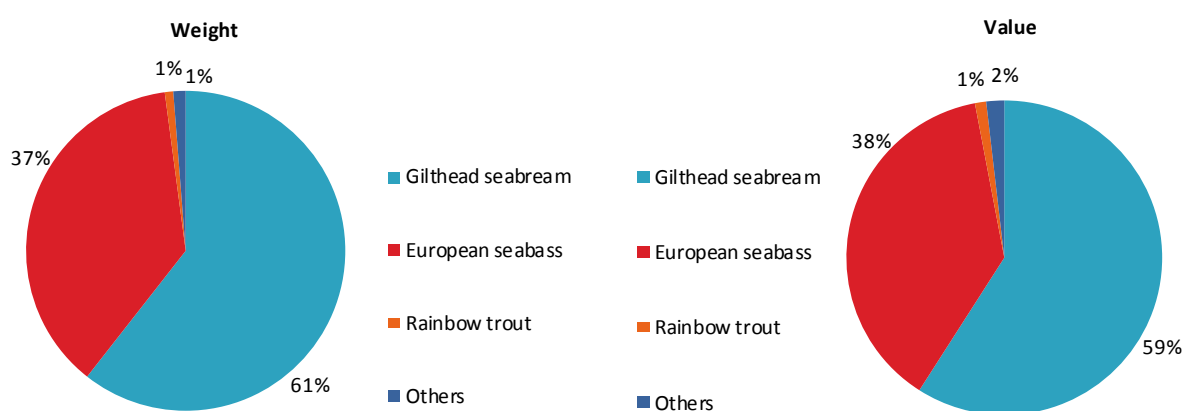 Weight
1%
1%
37%
61%
Gilthead seabream
European seabass
Rainbow trout
Others
Value
1%
2%
38%
59%
Gilthead seabream
European seabass
Rainbow trout
Others